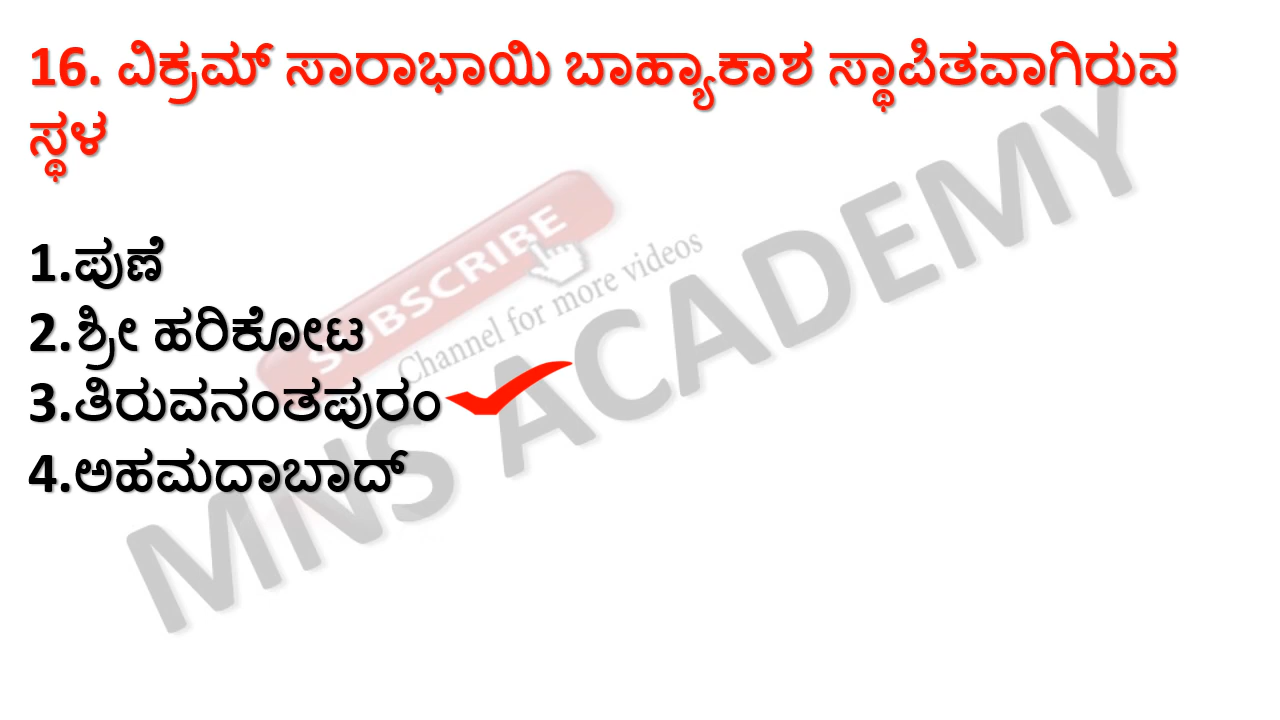 16. ವಿಕ್ರಮ್ ಸಾರಾಭಾಯಿ ಬಾಹ್ಯಾಕಾಶ ಸ್ಥಾಪಿತವಾಗಿರುವ
ಸ್ಥಳ
1.ಪುಣೆ
2.ಶ್ರೀ ಹರಿಕೋಟ
3.ತಿರುವನಂತಪುರಂ
4.ಅಹಮದಾಬಾದ್
SUBSCRIBE
Channel for more videos
MNS ACADEMY